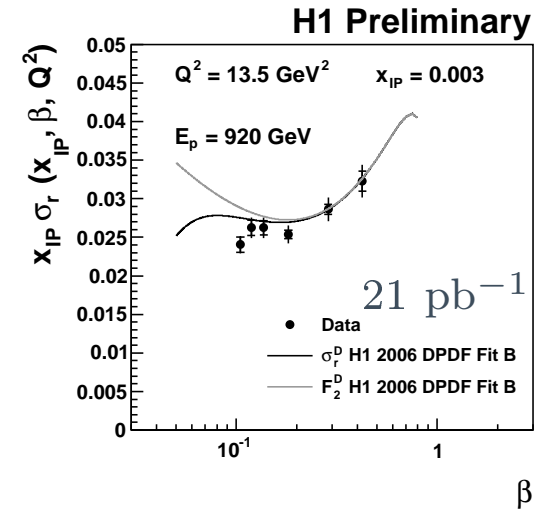 H1 Preliminary
x_IP σ_r (x_IP, β, Q²)
0.05
0.045
0.04
0.035
0.03
0.025
0.02
0.015
0.01
0.005
0
Q² = 13.5 GeV² x_IP = 0.003
E_p = 920 GeV
21 pb⁻¹
Data
σ_r^D H1 2006 DPDF Fit B
F_2^D H1 2006 DPDF Fit B
10⁻¹ 1
β